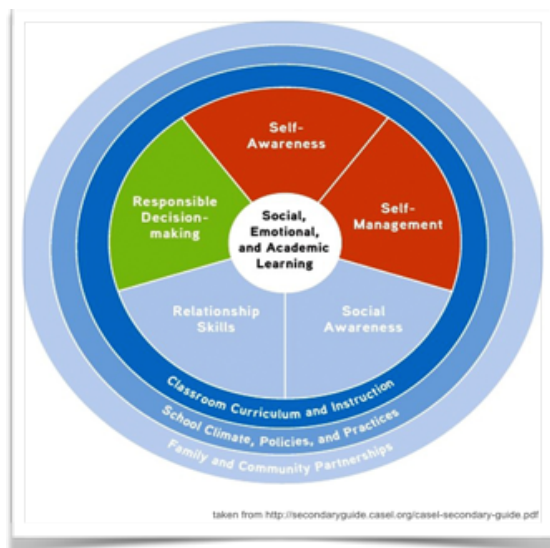 Self-
Awareness
Self-
Management
Responsible
Decision-
making
Social,
Emotional,
and Academic
Learning
Relationship
Skills
Social
Awareness
Classroom Curriculum and Instruction
School Climate, Policies, and Practices
Family and Community Partnerships
taken from http://secondaryguide.casel.org/casel-secondary-guide.pdf